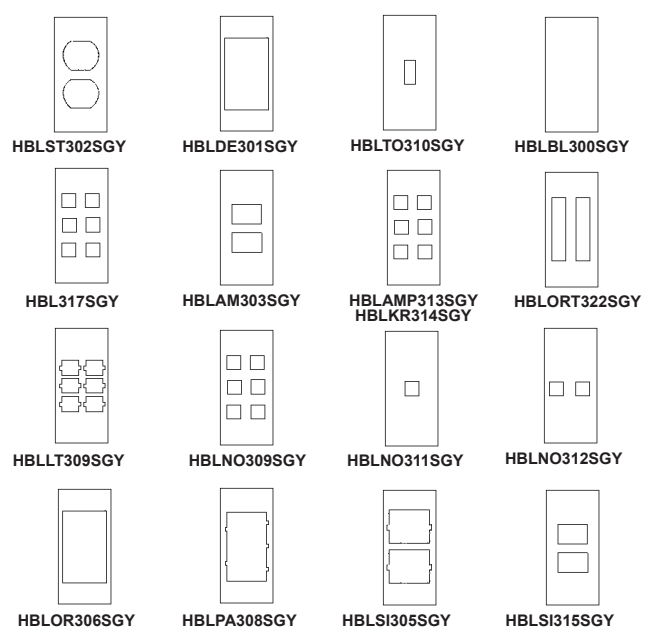 HBLST302SGY
HBLDE301SGY
HBLTO310SGY
HBLBL300SGY
HBL317SGY
HBLAM303SGY
HBLAMP313SGY
HBLKR314SGY
HBLORT322SGY
HBLLT309SGY
HBLNO309SGY
HBLNO311SGY
HBLNO312SGY
HBLOR306SGY
HBLPA308SGY
HBLSI305SGY
HBLSI315SGY